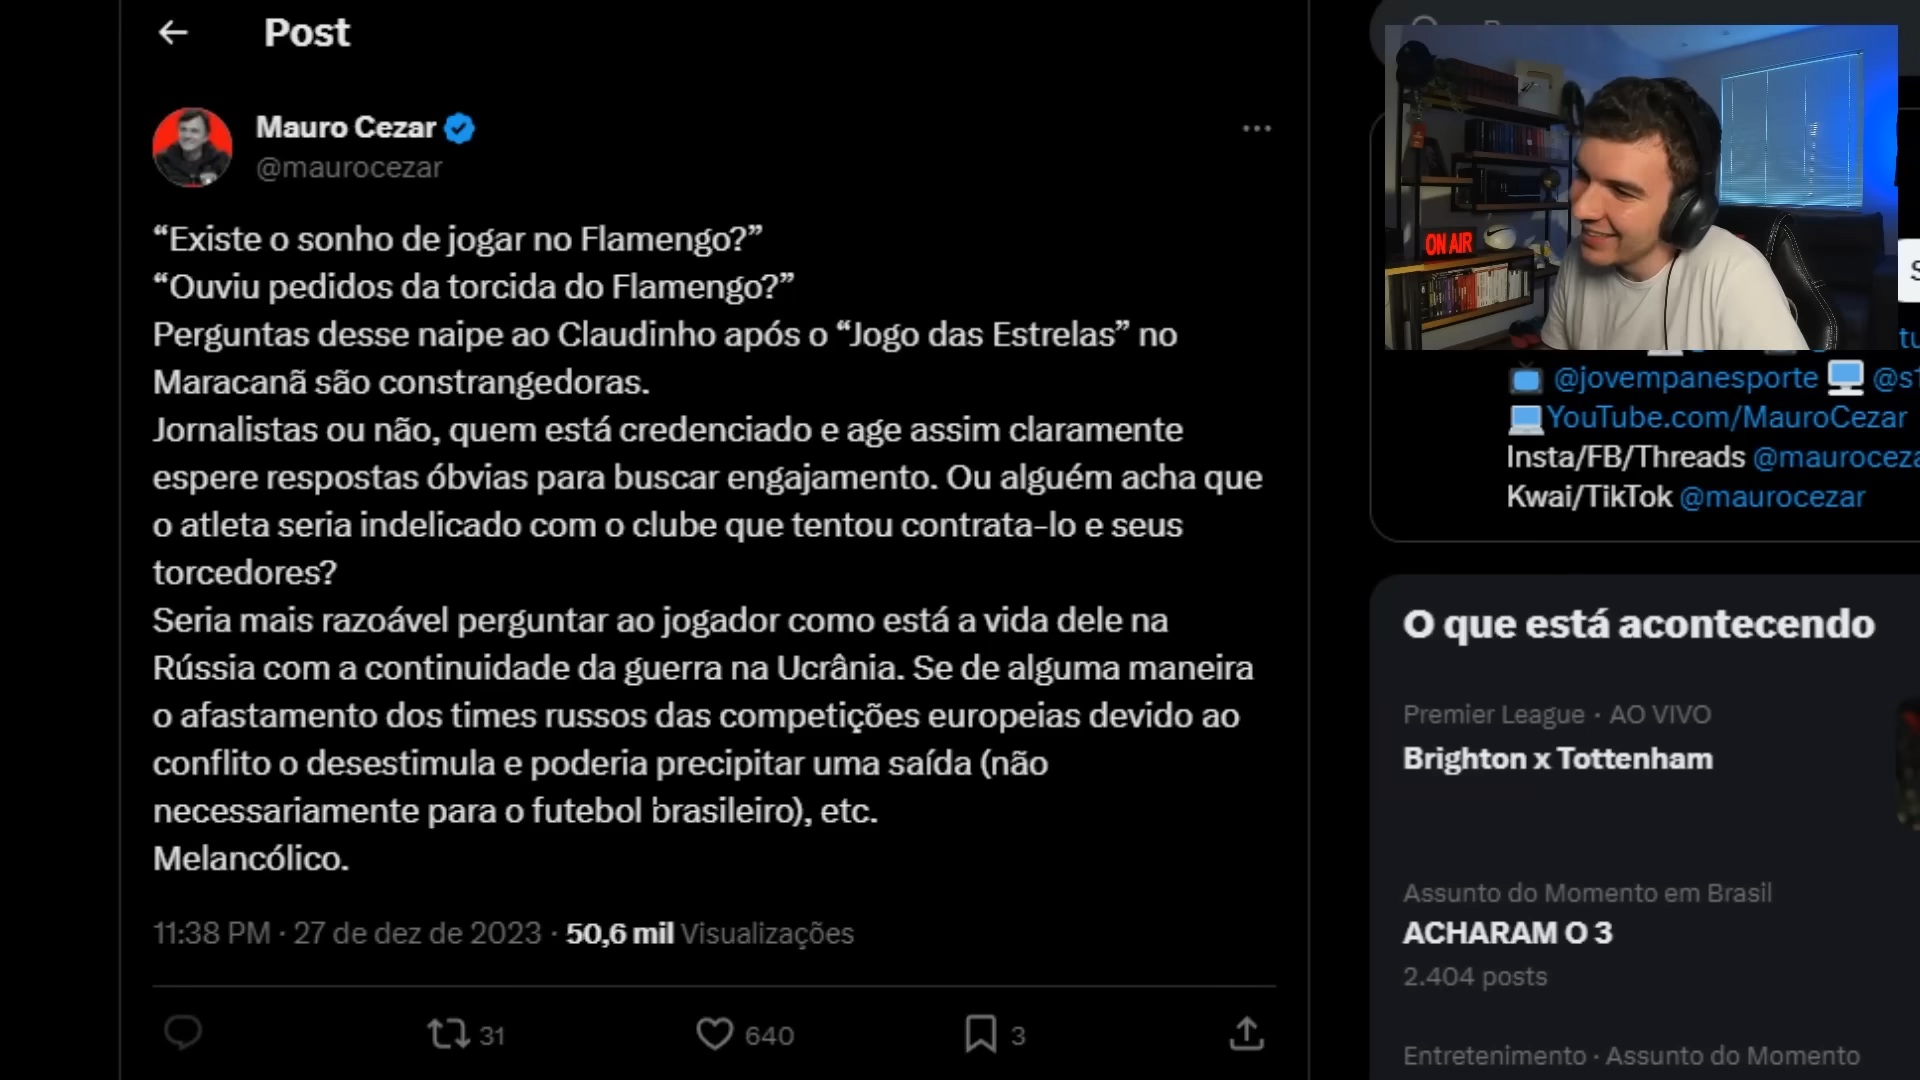 Post
Mauro Cezar
@maurocezar
“Existe o sonho de jogar no Flamengo?”
“Ouviu pedidos da torcida do Flamengo?”
Perguntas desse naipe ao Claudinho após o “Jogo das Estrelas” no
Maracanã são constrangedoras.
Jornalistas ou não, quem está credenciado e age assim claramente
espere respostas óbvias para buscar engajamento. Ou alguém acha que
o atleta seria indelicado com o clube que tentou contrata-lo e seus
torcedores?
Seria mais razoável perguntar ao jogador como está a vida dele na
Rússia com a continuidade da guerra na Ucrânia. Se de alguma maneira
o afastamento dos times russos das competições europeias devido ao
conflito o desestimula e poderia precipitar uma saída (não
necessariamente para o futebol brasileiro), etc.
Melancólico.
11:38 PM · 27 de dez de 2023 · 50,6 mil Visualizações
31 640 3
ON AIR
@jovempanesporte
YouTube.com/MauroCezar
Insta/FB/Threads @mauroceza
Kwai/TikTok @maurocezar
O que está acontecendo
Premier League · AO VIVO
Brighton x Tottenham
Assunto do Momento em Brasil
ACHARAM O 3
2.404 posts
Entretenimento · Assunto do Momento